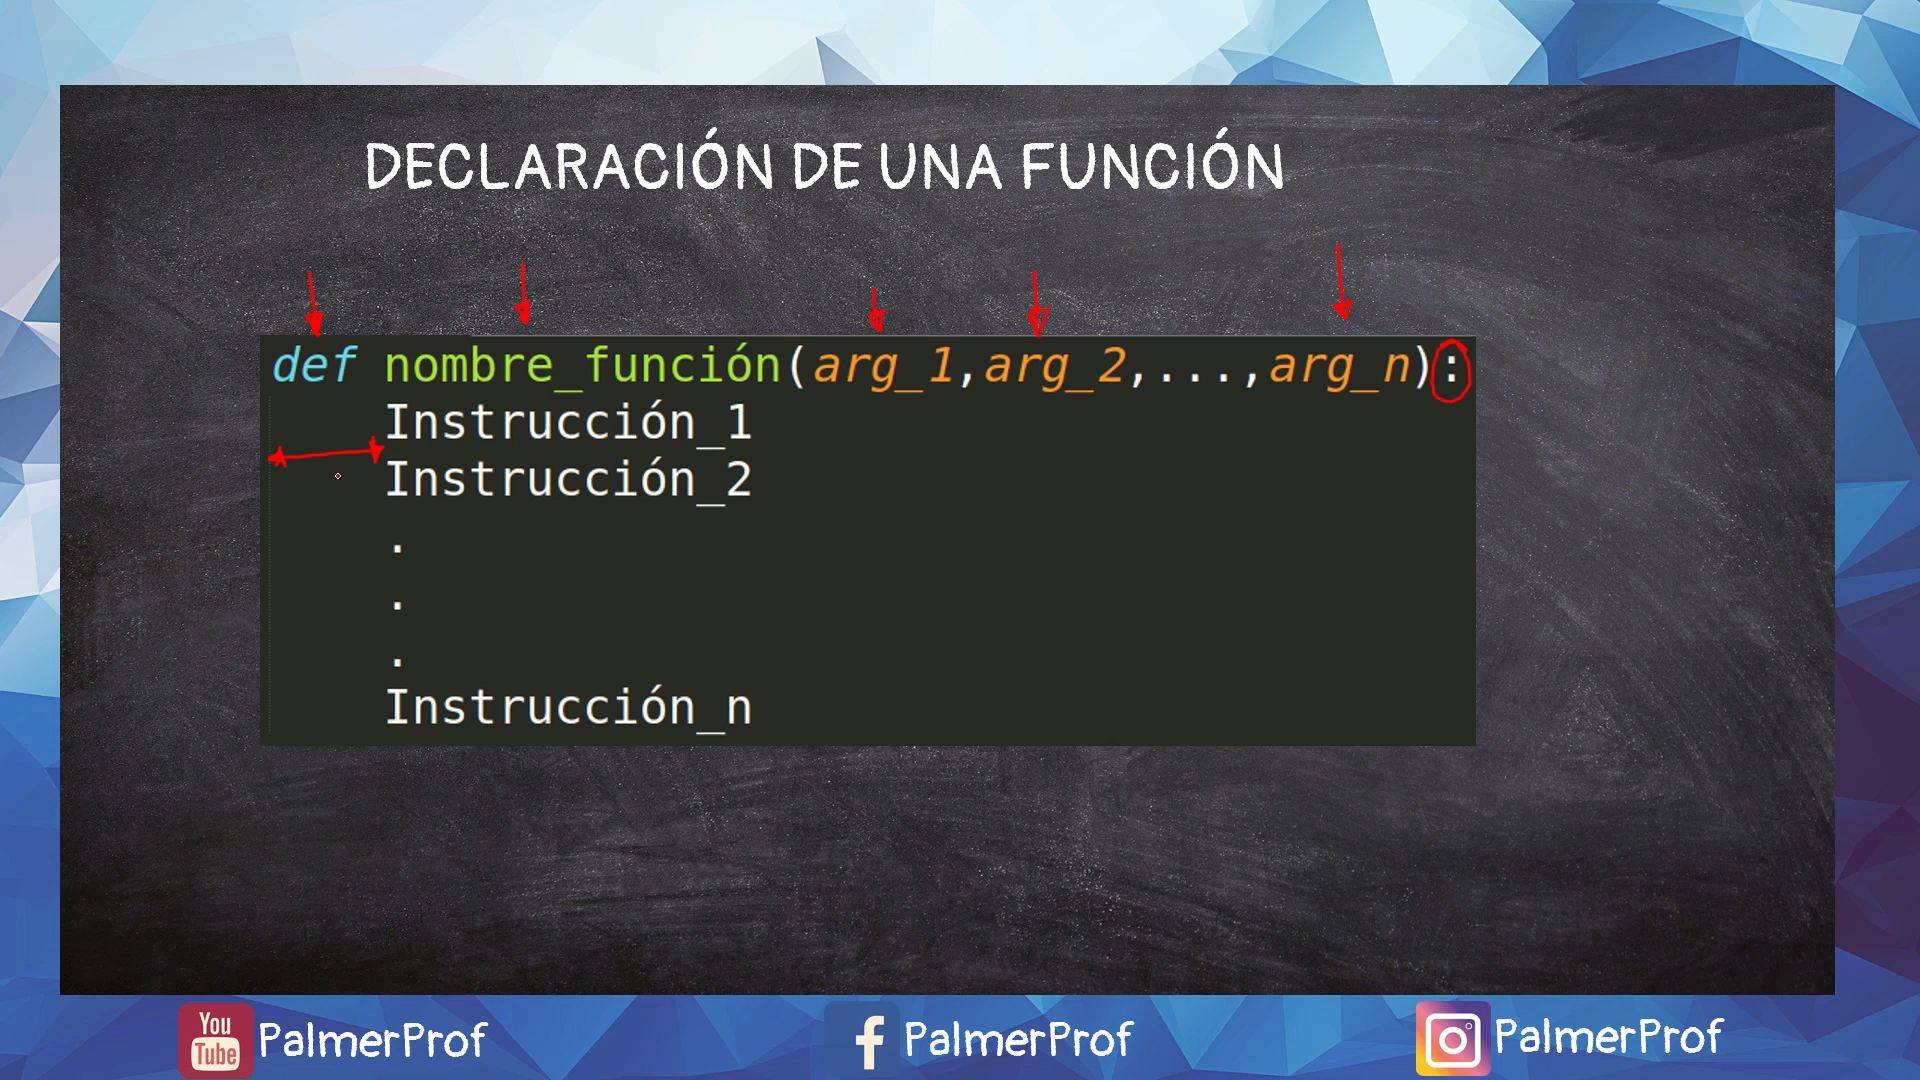 DECLARACIÓN DE UNA FUNCIÓN
def nombre_función(arg_1,arg_2,...,arg_n):
Instrucción_1
Instrucción_2
.
.
.
Instrucción_n
You Tube PalmerProf
f PalmerProf
PalmerProf